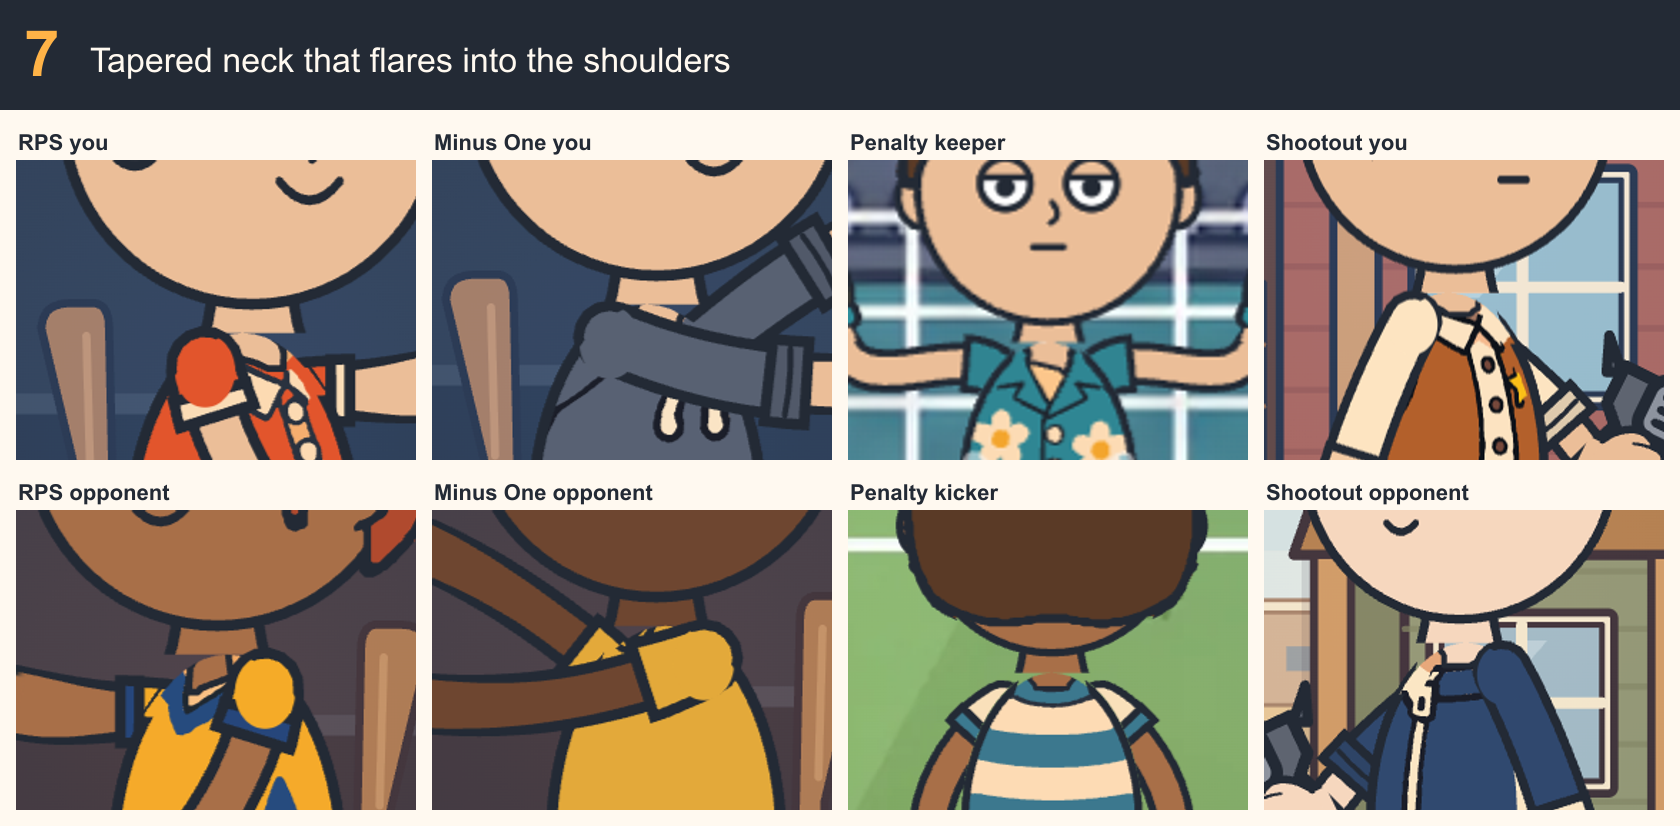 7 Tapered neck that flares into the shoulders
RPS you
Minus One you
Penalty keeper
Shootout you
RPS opponent
Minus One opponent
Penalty kicker
Shootout opponent